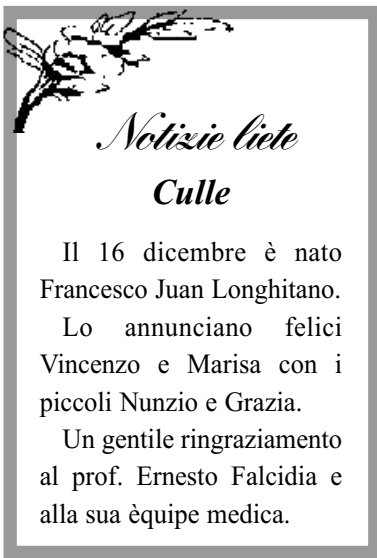 Notizie liete
Culle
Il 16 dicembre è nato
Francesco Juan Longhitano.
Lo annunciano felici
Vincenzo e Marisa con i
piccoli Nunzio e Grazia.
Un gentile ringraziamento
al prof. Ernesto Falcidia e
alla sua èquipe medica.